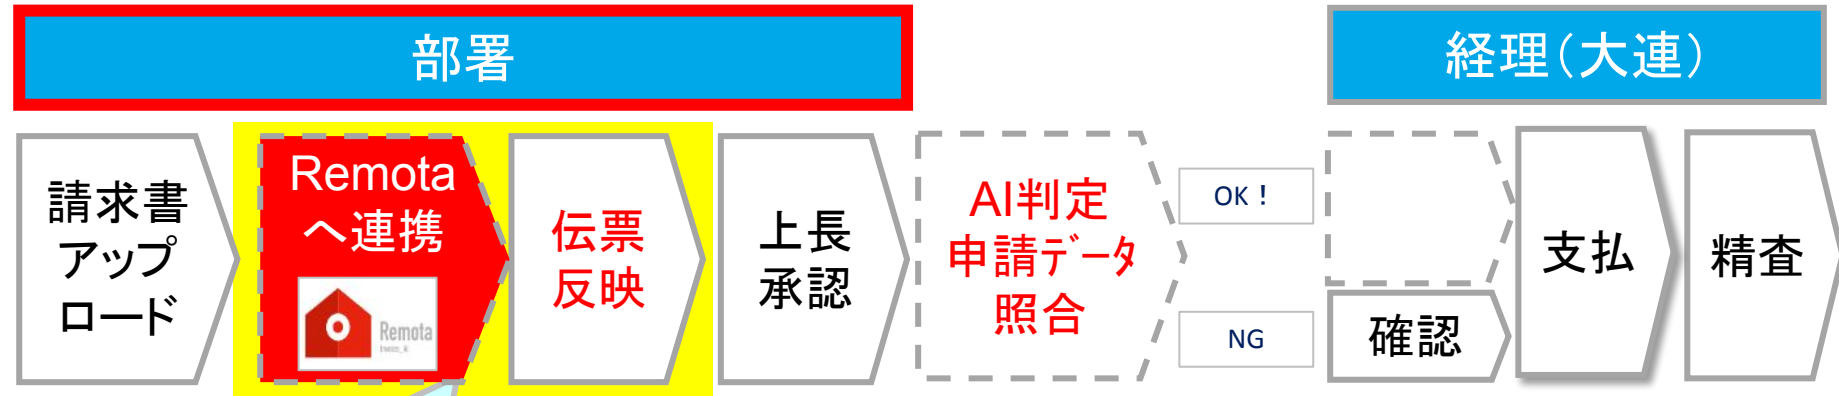 部署
経理(大連)
請求書
アップ
ロード
Remota
へ連携
Remota
伝票
反映
上長
承認
AI判定
申請ﾃﾞｰﾀ
照合
OK！
NG
確認
支払
精査